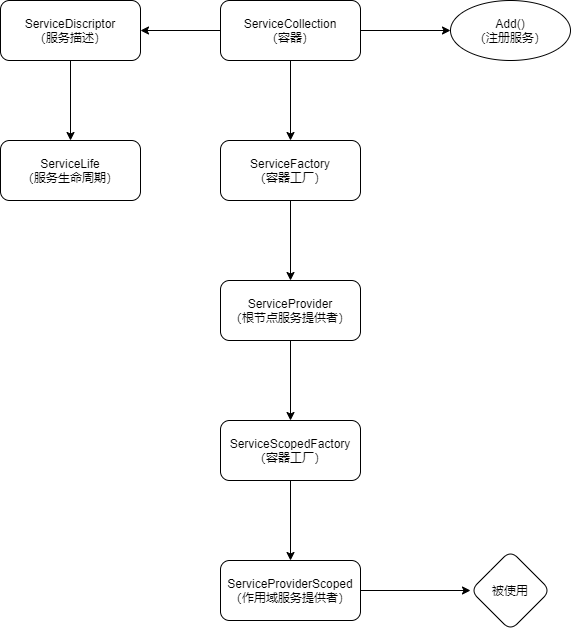 ServiceDiscriptor
（服务描述）
ServiceCollection
（容器）
Add()
（注册服务）
ServiceLife
（服务生命周期）
ServiceFactory
（容器工厂）
ServiceProvider
（根节点服务提供者）
ServiceScopedFactory
（容器工厂）
ServiceProviderScoped
（作用域服务提供者）
被使用